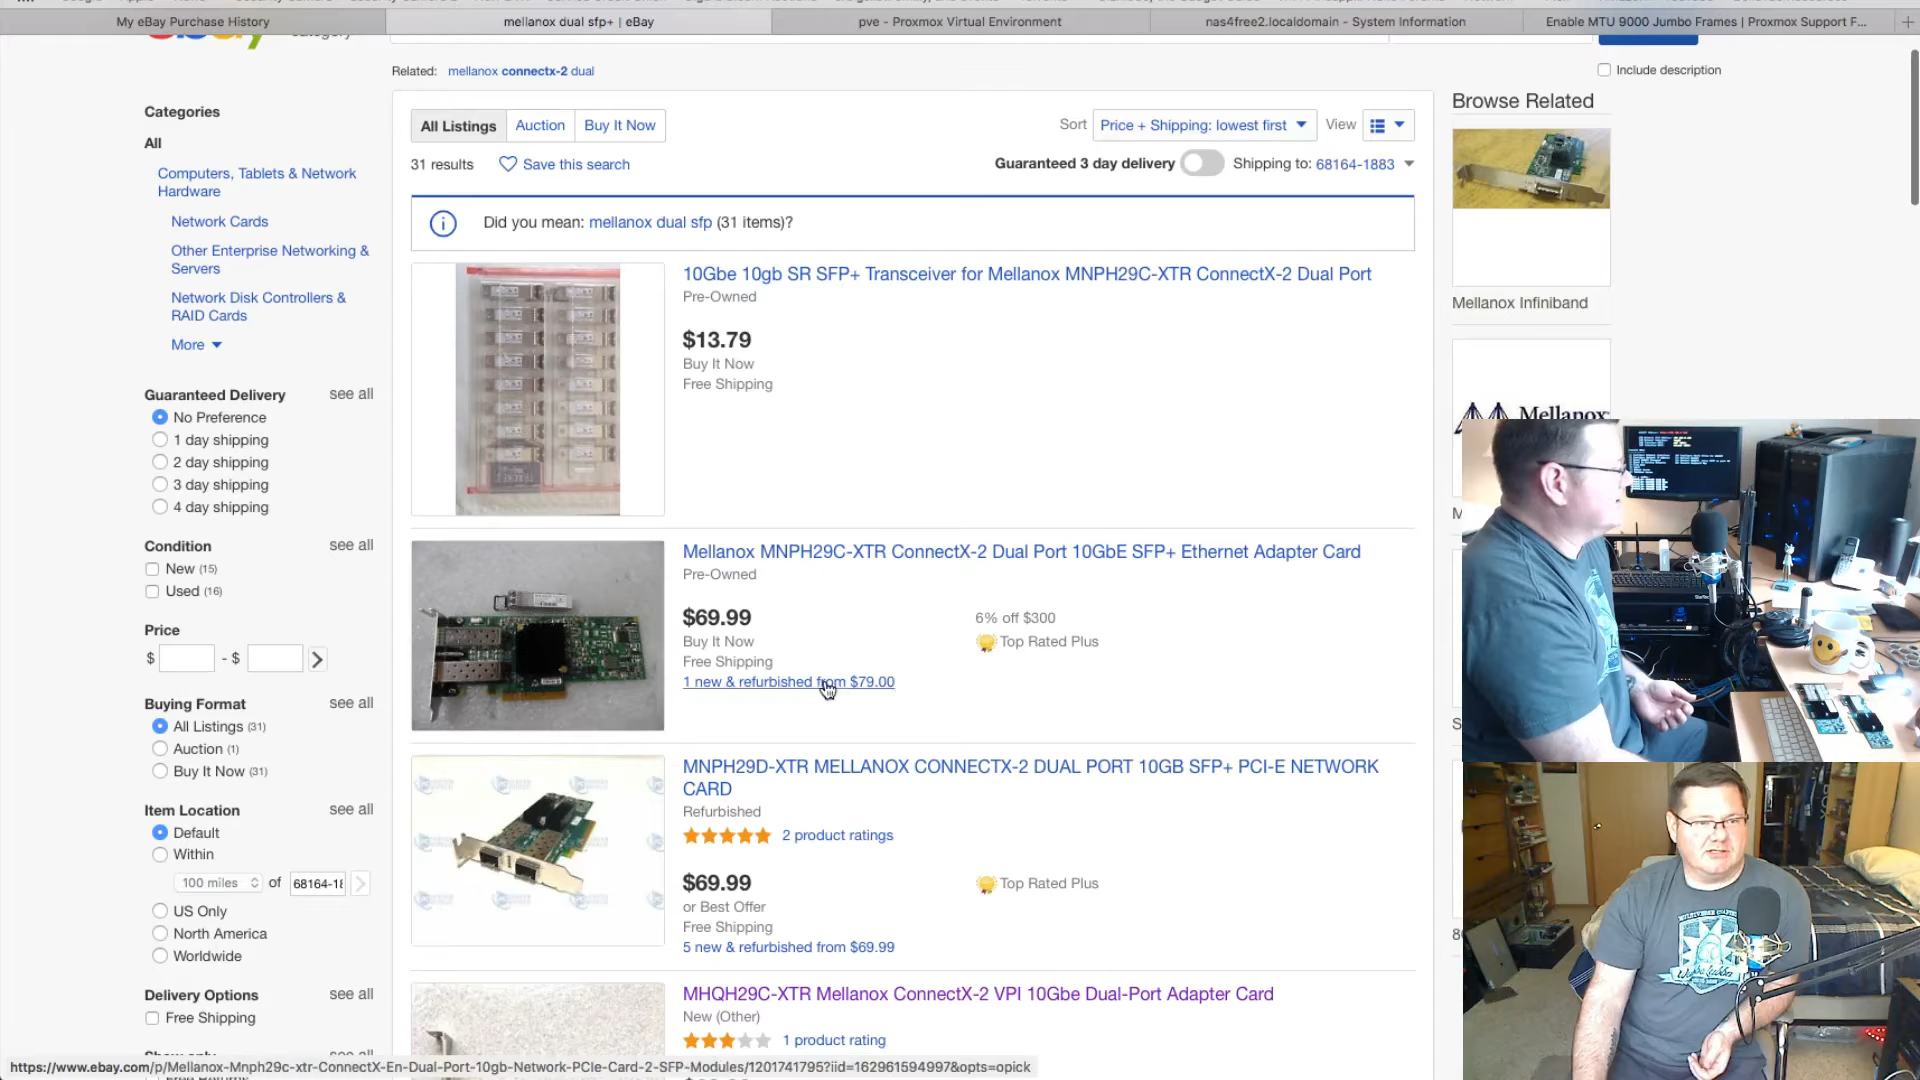 My eBay Purchase History
mellanox dual sfp+ | eBay
pve - Proxmox Virtual Environment
nas4free2.localdomain - System Information
Enable MTU 9000 Jumbo Frames | Proxmox Support F...
Related: mellanox connectx-2 dual
Include description
Categories
All
Computers, Tablets & Network
Hardware
Network Cards
Other Enterprise Networking &
Servers
Network Disk Controllers &
RAID Cards
More
Guaranteed Delivery see all
No Preference
1 day shipping
2 day shipping
3 day shipping
4 day shipping
Condition see all
New (15)
Used (16)
Price
$ - $
Buying Format see all
All Listings (31)
Auction (1)
Buy It Now (31)
Item Location see all
Default
Within
100 miles of 68164-18
US Only
North America
Worldwide
Delivery Options see all
Free Shipping
All Listings Auction Buy It Now
Sort Price + Shipping: lowest first View
31 results Save this search
Guaranteed 3 day delivery Shipping to: 68164-1883
Did you mean: mellanox dual sfp (31 items)?
10Gbe 10gb SR SFP+ Transceiver for Mellanox MNPH29C-XTR ConnectX-2 Dual Port
Pre-Owned
$13.79
Buy It Now
Free Shipping
Mellanox MNPH29C-XTR ConnectX-2 Dual Port 10GbE SFP+ Ethernet Adapter Card
Pre-Owned
$69.99 6% off $300
Buy It Now Top Rated Plus
Free Shipping
1 new & refurbished from $79.00
MNPH29D-XTR MELLANOX CONNECTX-2 DUAL PORT 10GB SFP+ PCI-E NETWORK
CARD
Refurbished
2 product ratings
$69.99 Top Rated Plus
or Best Offer
Free Shipping
5 new & refurbished from $69.99
MHQH29C-XTR Mellanox ConnectX-2 VPI 10Gbe Dual-Port Adapter Card
New (Other)
1 product rating
Browse Related
Mellanox Infiniband
Mellanox
https://www.ebay.com/p/Mellanox-Mnph29c-xtr-ConnectX-En-Dual-Port-10gb-Network-PCIe-Card-2-SFP-Modules/1201741795?iid=162961594997&opts=opick